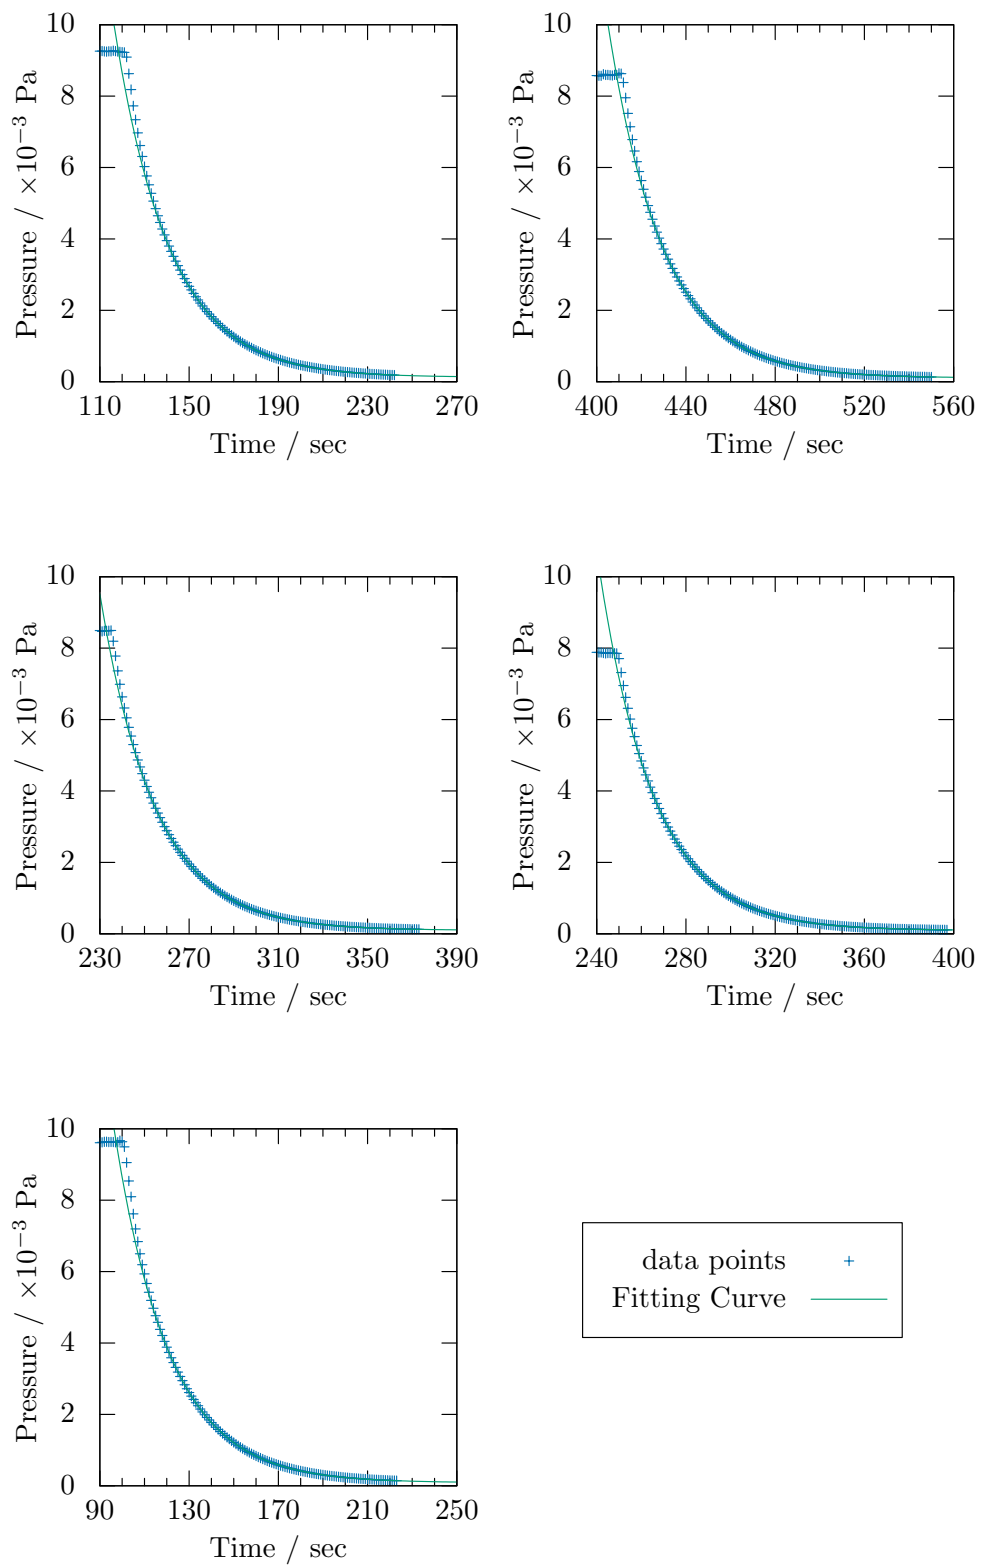 10
8
6
4
2
0
Pressure / ×10⁻³ Pa
110 150 190 230 270
Time / sec
10
8
6
4
2
0
Pressure / ×10⁻³ Pa
400 440 480 520 560
Time / sec
10
8
6
4
2
0
Pressure / ×10⁻³ Pa
230 270 310 350 390
Time / sec
10
8
6
4
2
0
Pressure / ×10⁻³ Pa
240 280 320 360 400
Time / sec
10
8
6
4
2
0
Pressure / ×10⁻³ Pa
90 130 170 210 250
Time / sec
data points
Fitting Curve